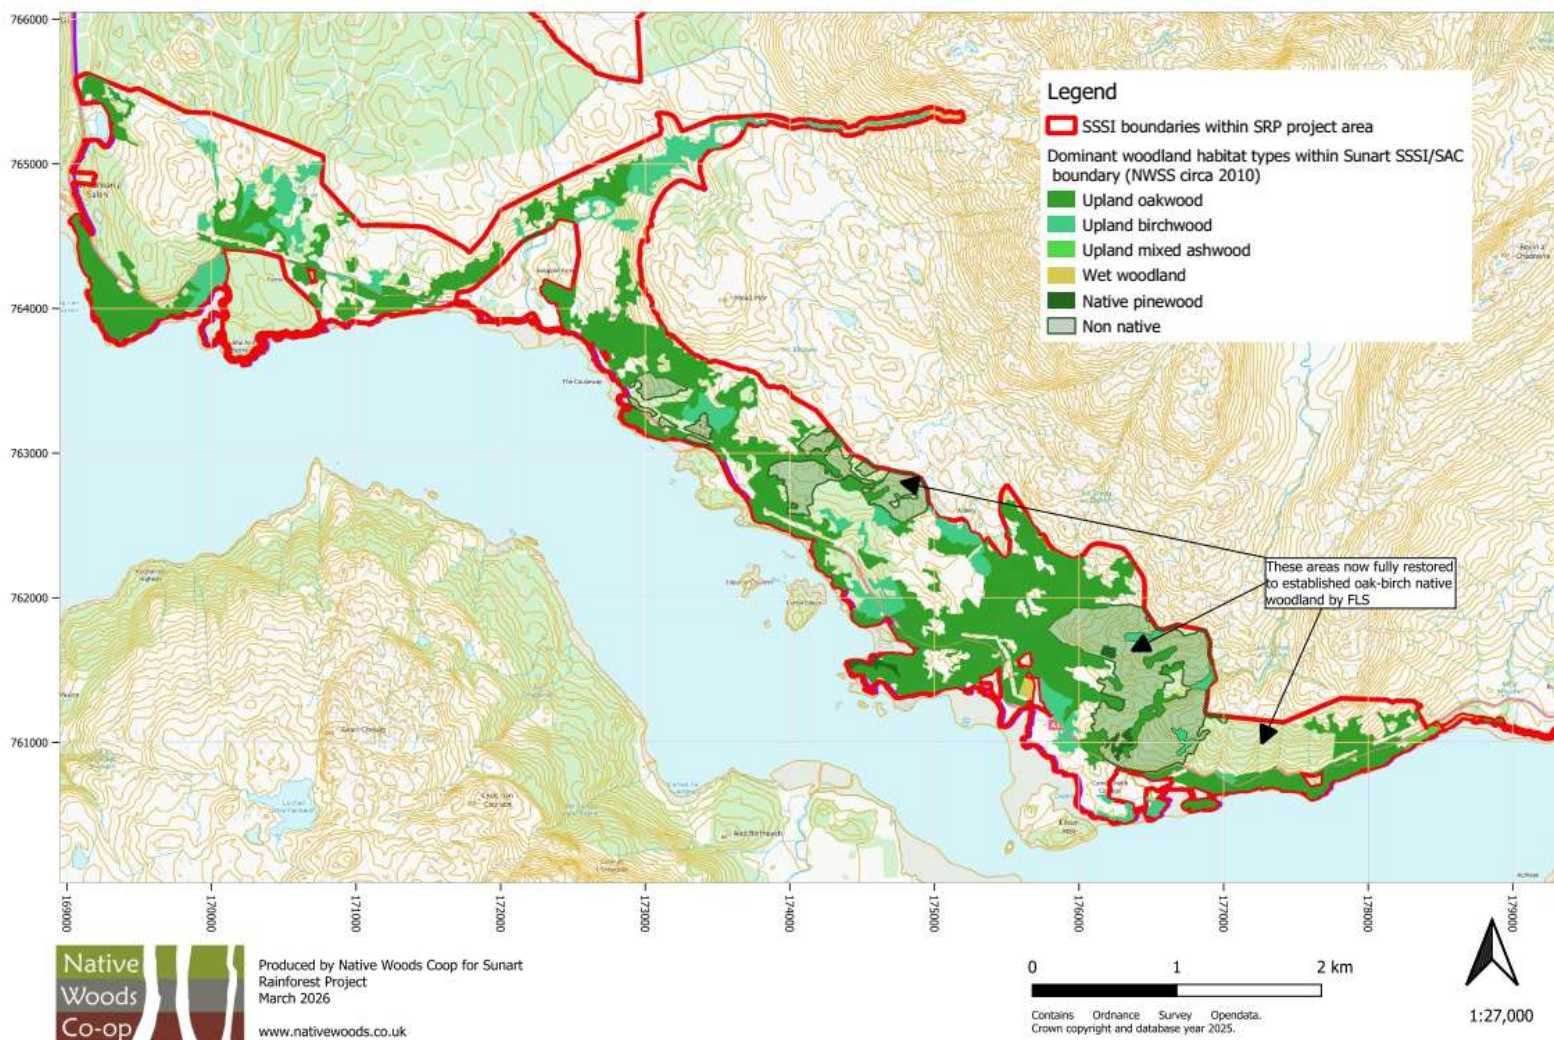 766000
765000
764000
763000
762000
761000
Legend
SSSI boundaries within SRP project area
Dominant woodland habitat types within Sunart SSSI/SAC
boundary (NWSS circa 2010)
Upland oakwood
Upland birchwood
Upland mixed ashwood
Wet woodland
Native pinewood
Non native
The Causeway
These areas now fully restored
to established oak-birch native
woodland by FLS
169000
170000
171000
172000
173000
174000
175000
176000
177000
178000
179000
Native
Woods
Co-op
Produced by Native Woods Coop for Sunart
Rainforest Project
March 2026
www.nativewoods.co.uk
0 1 2 km
Contains Ordnance Survey Opendata.
Crown copyright and database year 2025.
1:27,000